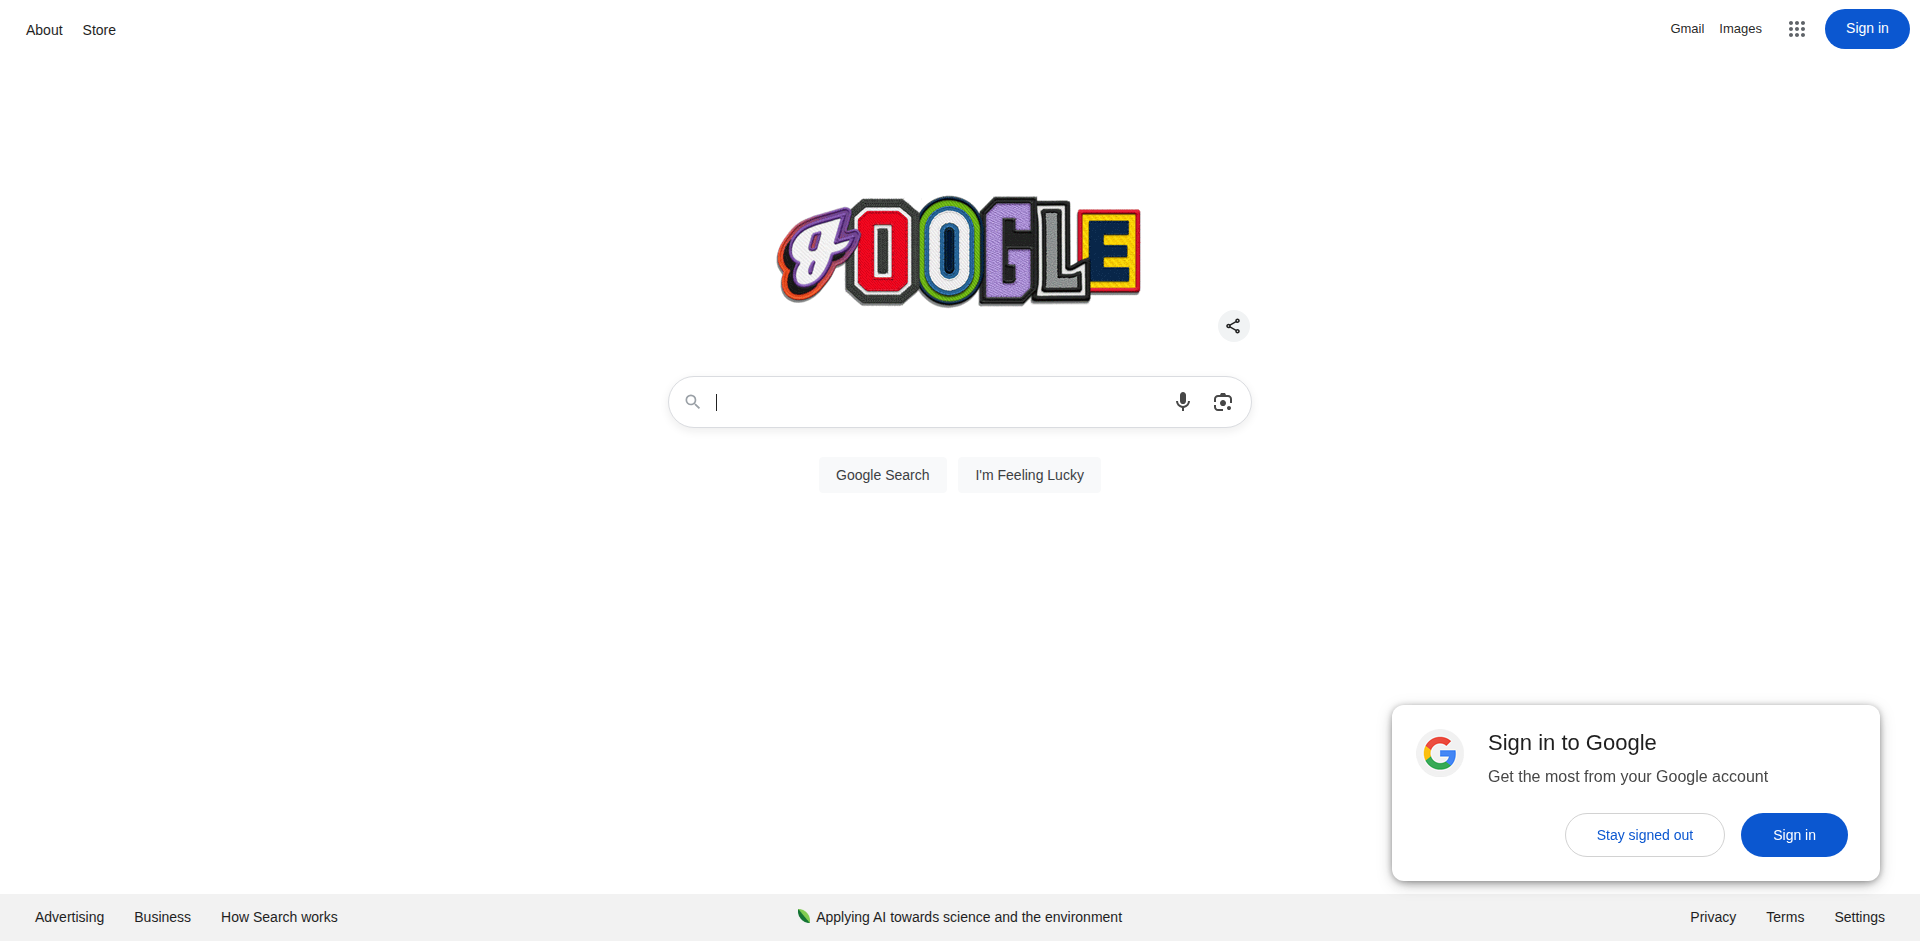 About Store
Gmail Images Sign in
GOOGLE
Google Search I'm Feeling Lucky
Sign in to Google
Get the most from your Google account
Stay signed out Sign in
Advertising Business How Search works
Applying AI towards science and the environment
Privacy Terms Settings